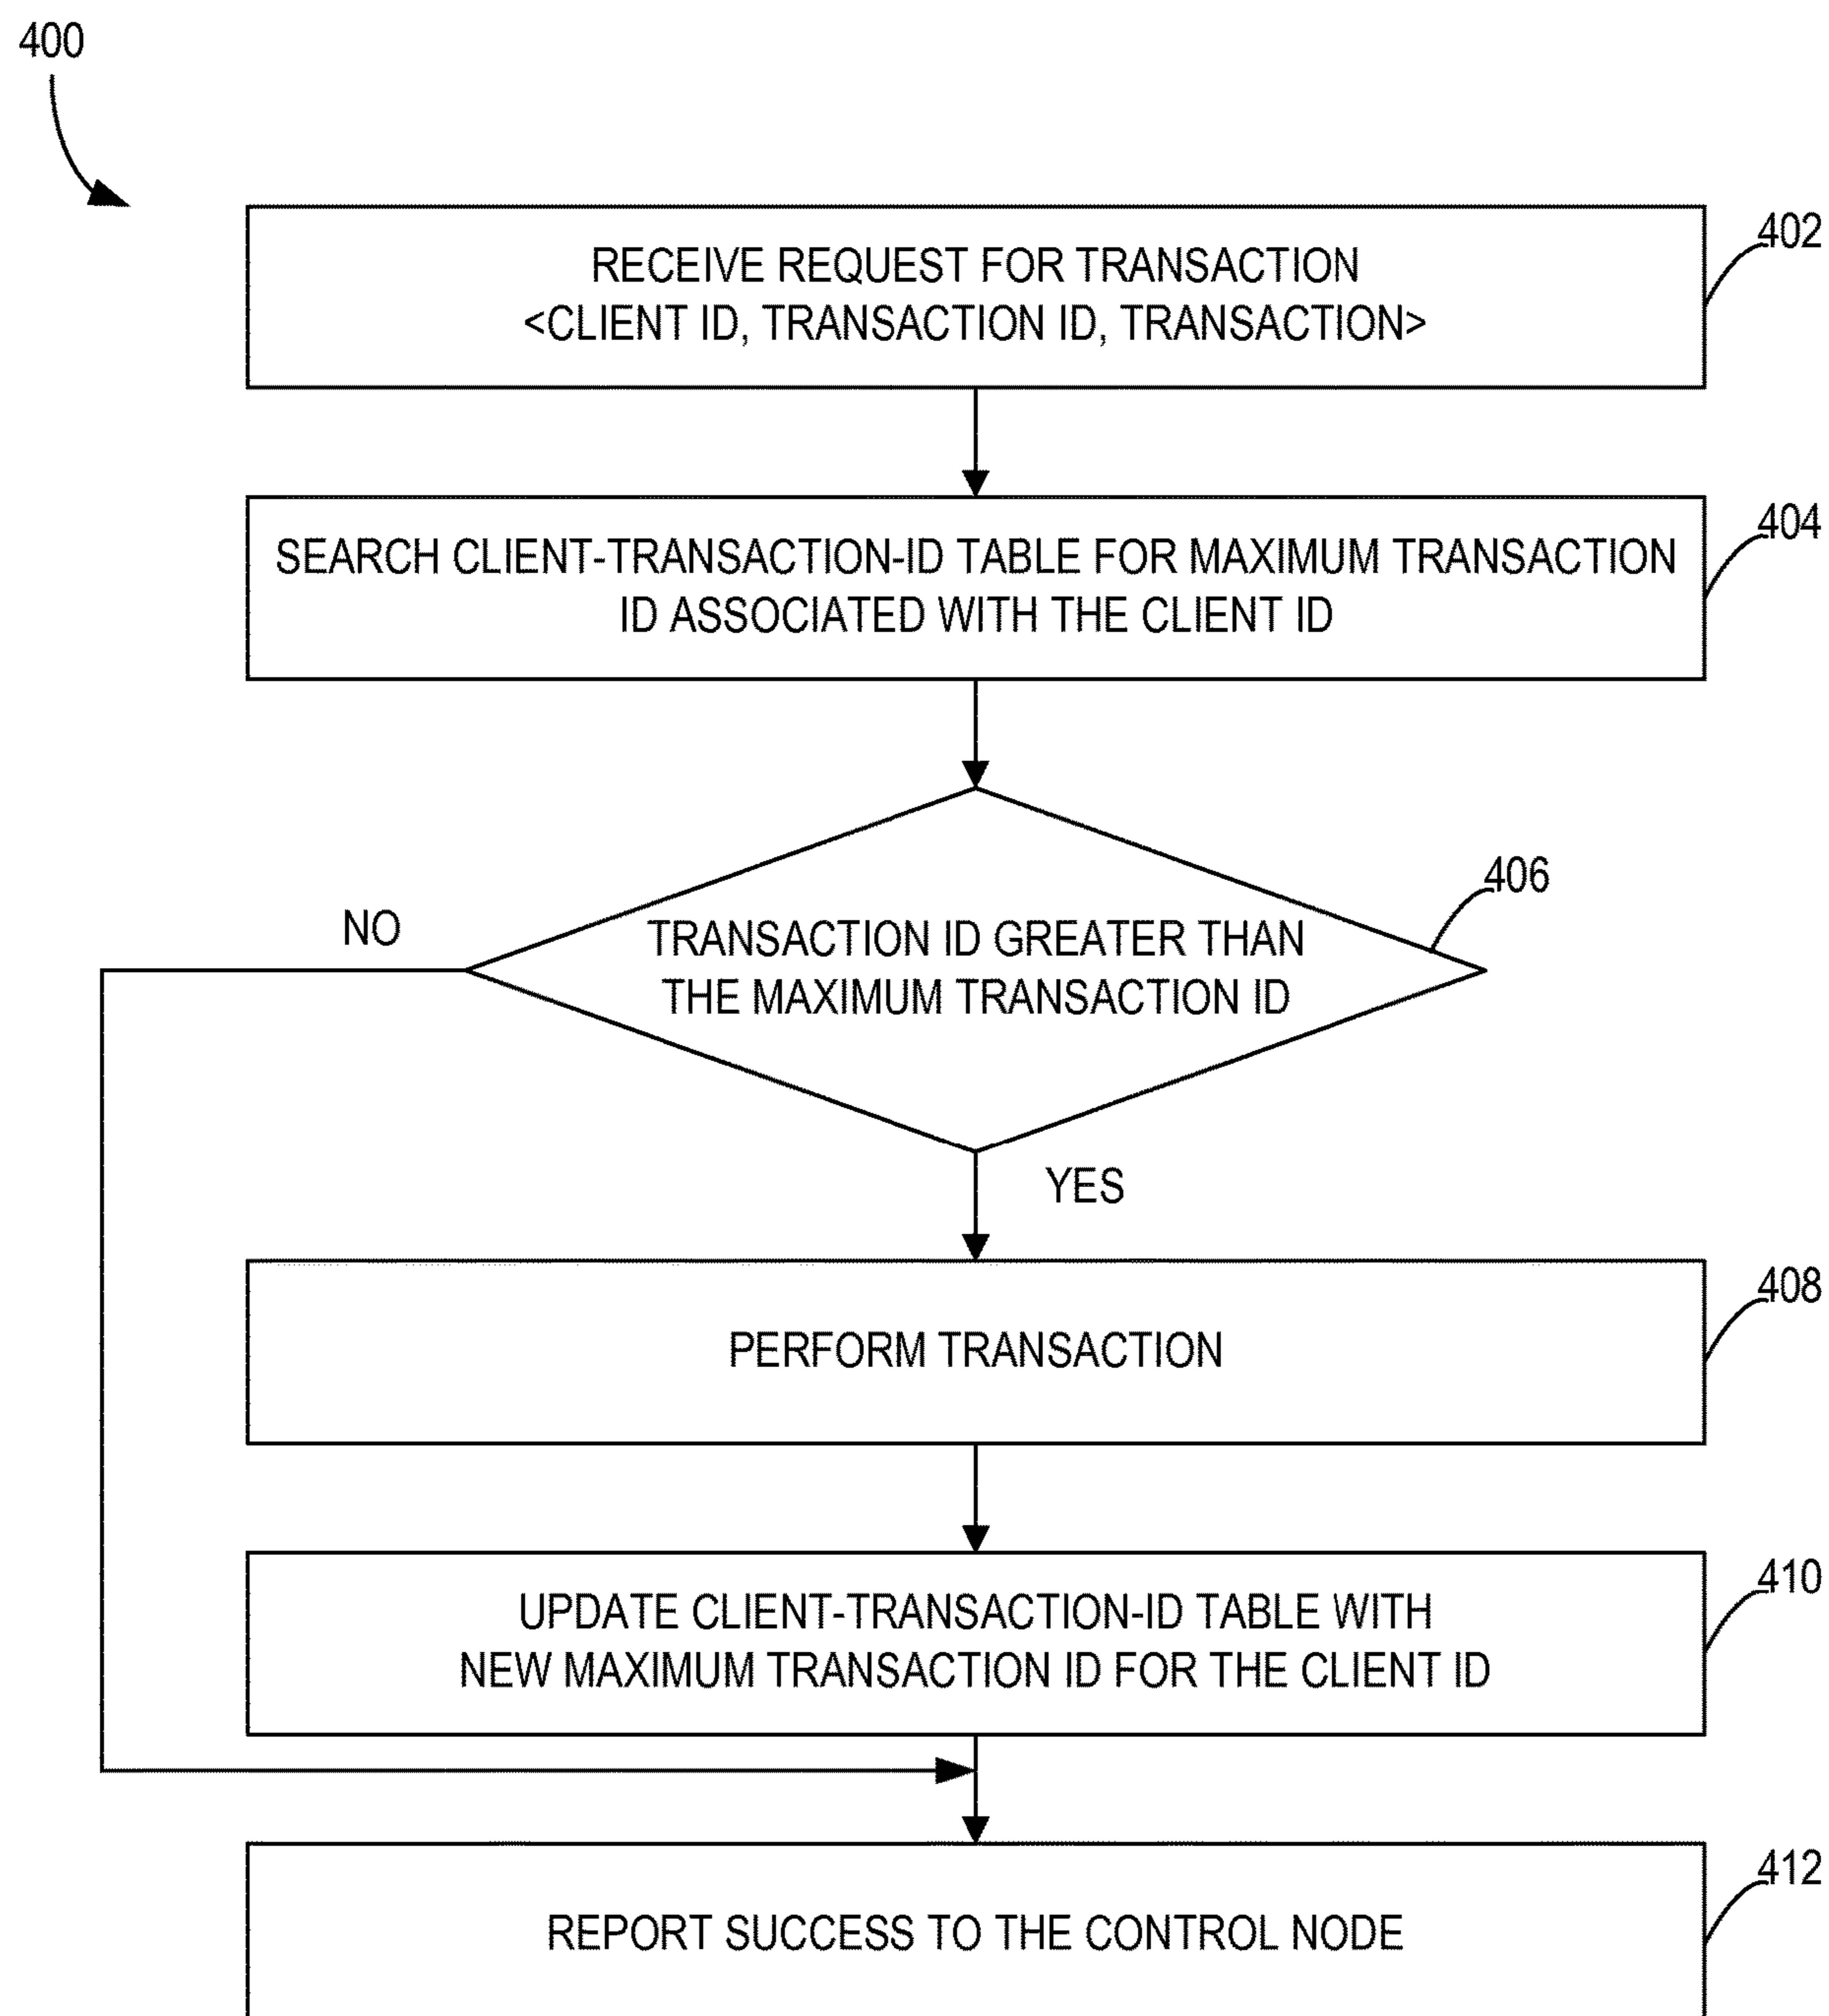 400
RECEIVE REQUEST FOR TRANSACTION
<CLIENT ID, TRANSACTION ID, TRANSACTION>
402
SEARCH CLIENT-TRANSACTION-ID TABLE FOR MAXIMUM TRANSACTION
ID ASSOCIATED WITH THE CLIENT ID
404
TRANSACTION ID GREATER THAN
THE MAXIMUM TRANSACTION ID
406
NO
YES
PERFORM TRANSACTION
408
UPDATE CLIENT-TRANSACTION-ID TABLE WITH
NEW MAXIMUM TRANSACTION ID FOR THE CLIENT ID
410
REPORT SUCCESS TO THE CONTROL NODE
412